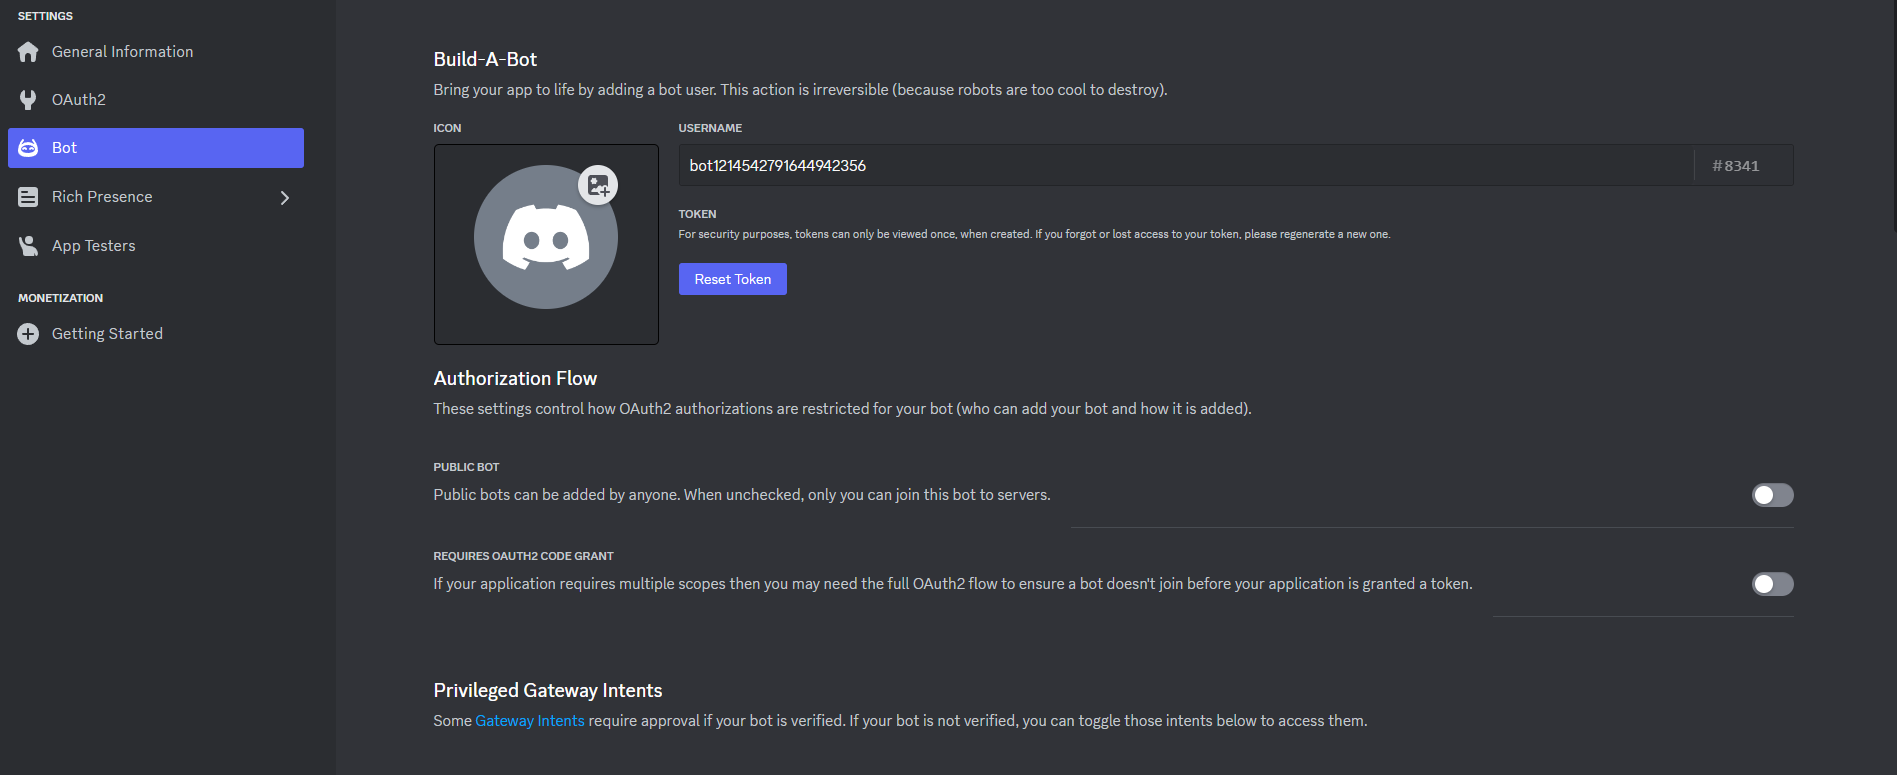 SETTINGS
General Information
OAuth2
Bot
Rich Presence
App Testers
MONETIZATION
Getting Started
Build-A-Bot
Bring your app to life by adding a bot user. This action is irreversible (because robots are too cool to destroy).
ICON
USERNAME
bot1214542791644942356
#8341
TOKEN
For security purposes, tokens can only be viewed once, when created. If you forgot or lost access to your token, please regenerate a new one.
Reset Token
Authorization Flow
These settings control how OAuth2 authorizations are restricted for your bot (who can add your bot and how it is added).
PUBLIC BOT
Public bots can be added by anyone. When unchecked, only you can join this bot to servers.
REQUIRES OAUTH2 CODE GRANT
If your application requires multiple scopes then you may need the full OAuth2 flow to ensure a bot doesn't join before your application is granted a token.
Privileged Gateway Intents
Some Gateway Intents require approval if your bot is verified. If your bot is not verified, you can toggle those intents below to access them.